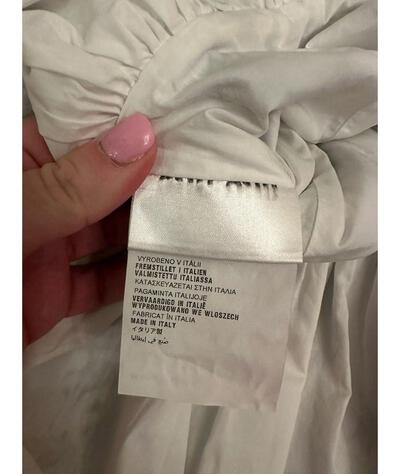 VYROBENO V ITÁLII
FREMSTILLET I ITALIEN
VALMISTETTU ITALIASSA
ΚΑΤΑΣΚΕΥΑΖΕΤΑΙ ΣΤΗΝ ΙΤΑΛΙΑ
PAGAMINTA ITALIJOJE
VERVAARDIGD IN ITALIË
WYPRODUKOWANO WE WLOSZECH
FABRICAT ÎN ITALIA
MADE IN ITALY
イタリア製
صنع في إيطاليا